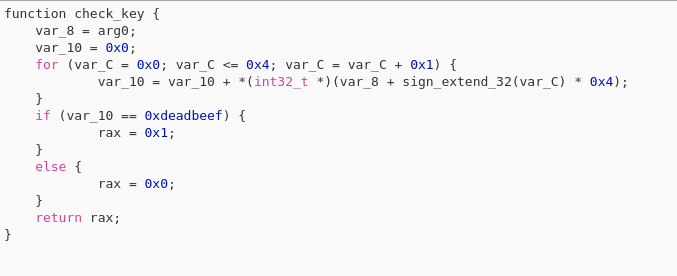 function check_key {
    var_8 = arg0;
    var_10 = 0x0;
    for (var_C = 0x0; var_C <= 0x4; var_C = var_C + 0x1) {
            var_10 = var_10 + *(int32_t *)(var_8 + sign_extend_32(var_C) * 0x4);
    }
    if (var_10 == 0xdeadbeef) {
            rax = 0x1;
    }
    else {
            rax = 0x0;
    }
    return rax;
}